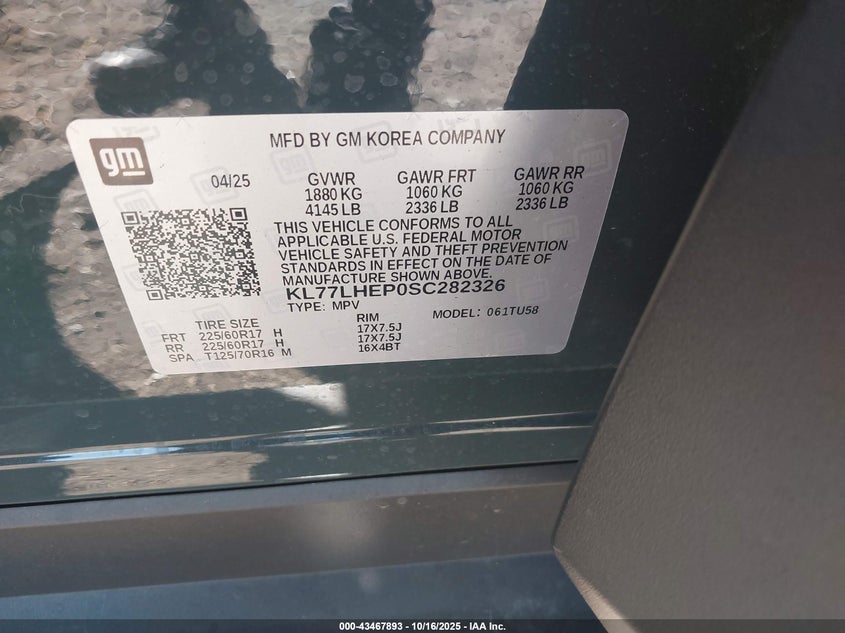 gm
MFD BY GM KOREA COMPANY
04/25
GVWR GAWR FRT GAWR RR
1880 KG 1060 KG 1060 KG
4145 LB 2336 LB 2336 LB
THIS VEHICLE CONFORMS TO ALL
APPLICABLE U.S. FEDERAL MOTOR
VEHICLE SAFETY AND THEFT PREVENTION
STANDARDS IN EFFECT ON THE DATE OF
MANUFACTURE SHOWN ABOVE.
KL77LHEP0SC282326
TYPE: MPV MODEL: 061TU58
TIRE SIZE RIM
FRT 225/60R17 H 17X7.5J
RR 225/60R17 H 17X7.5J
SPA T125/70R16 M 16X4BT
000-43467893 - 10/16/2025 - IAA Inc.